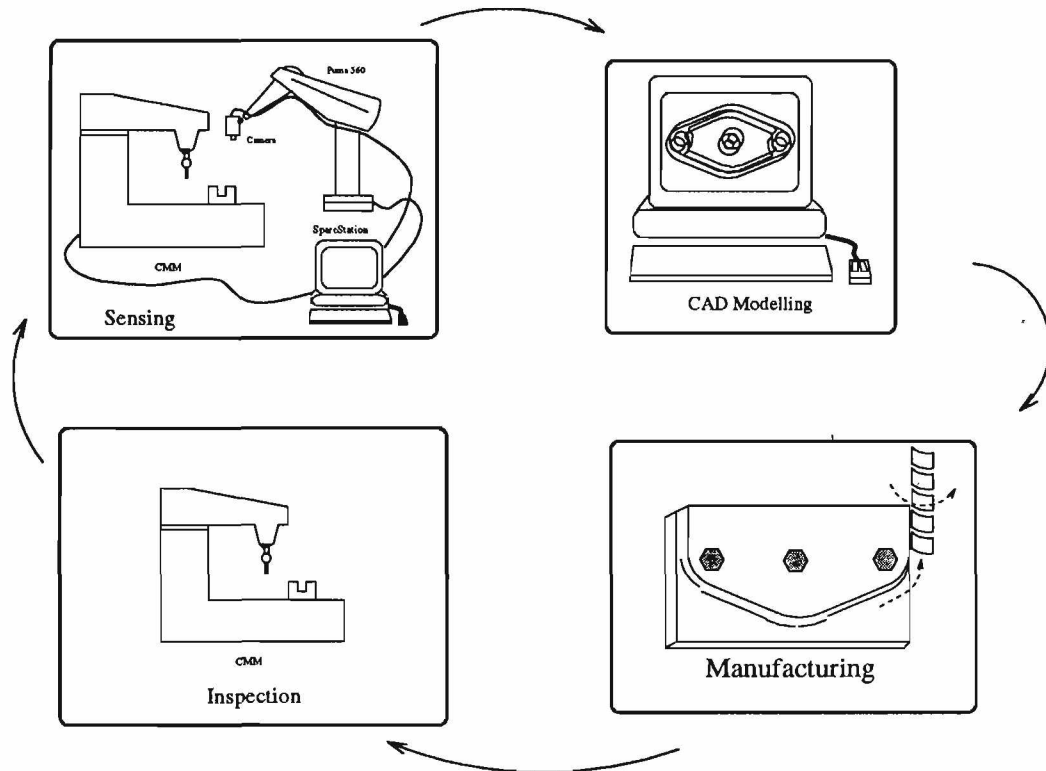 Puma 560
Camera
SparcStation
CMM
Sensing
CAD Modelling
CMM
Inspection
Manufacturing